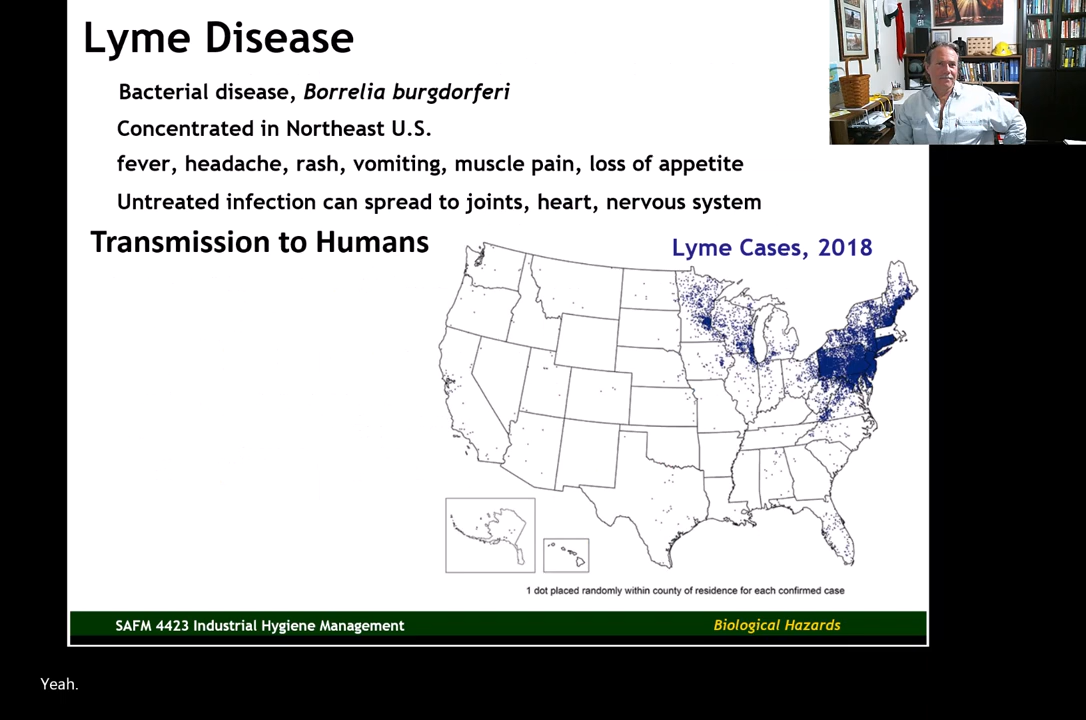 Lyme Disease
Bacterial disease, Borrelia burgdorferi
Concentrated in Northeast U.S.
fever, headache, rash, vomiting, muscle pain, loss of appetite
Untreated infection can spread to joints, heart, nervous system
Transmission to Humans
Lyme Cases, 2018
1 dot placed randomly within county of residence for each confirmed case
SAFM 4423 Industrial Hygiene Management
Biological Hazards
Yeah.